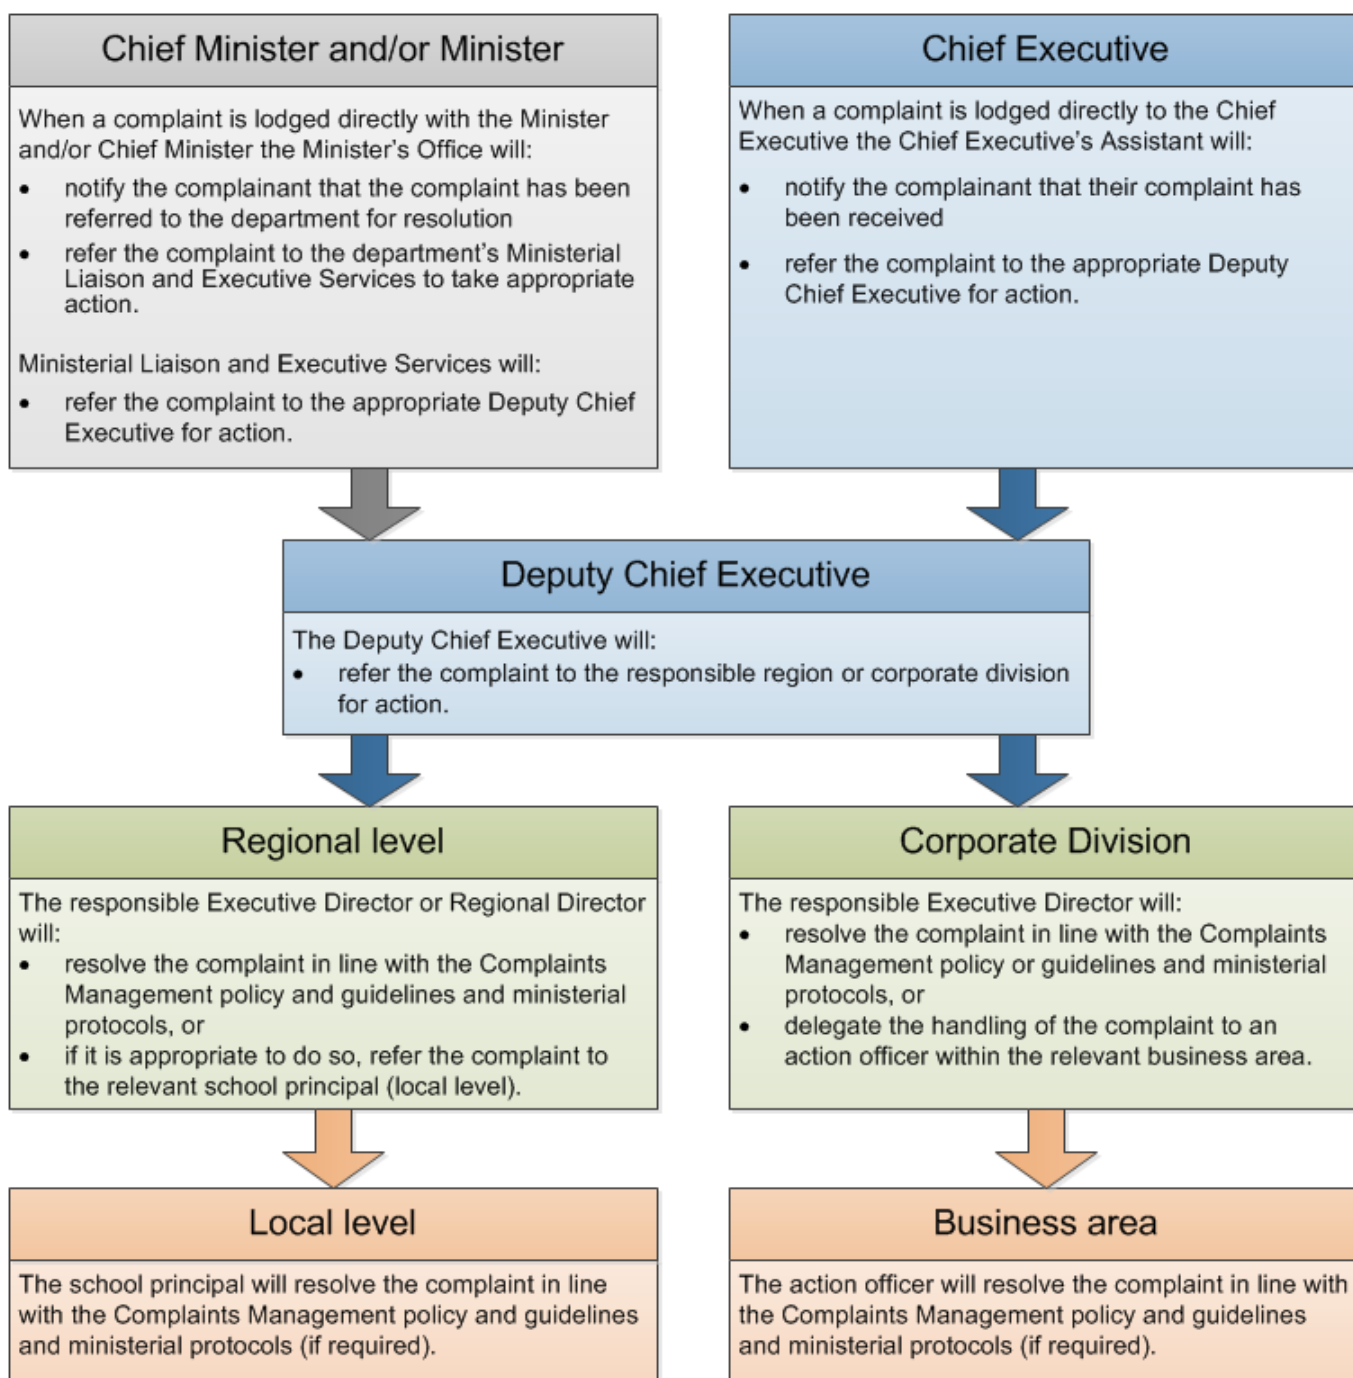 Chief Minister and/or Minister
When a complaint is lodged directly with the Minister
and/or Chief Minister the Minister's Office will:
• notify the complainant that the complaint has been
referred to the department for resolution
• refer the complaint to the department's Ministerial
Liaison and Executive Services to take appropriate
action.
Ministerial Liaison and Executive Services will:
• refer the complaint to the appropriate Deputy Chief
Executive for action.
Chief Executive
When a complaint is lodged directly to the Chief
Executive the Chief Executive's Assistant will:
• notify the complainant that their complaint has
been received
• refer the complaint to the appropriate Deputy
Chief Executive for action.
Deputy Chief Executive
The Deputy Chief Executive will:
• refer the complaint to the responsible region or corporate division
for action.
Regional level
The responsible Executive Director or Regional Director
will:
• resolve the complaint in line with the Complaints
Management policy and guidelines and ministerial
protocols, or
• if it is appropriate to do so, refer the complaint to
the relevant school principal (local level).
Corporate Division
The responsible Executive Director will:
• resolve the complaint in line with the Complaints
Management policy or guidelines and ministerial
protocols, or
• delegate the handling of the complaint to an
action officer within the relevant business area.
Local level
The school principal will resolve the complaint in line
with the Complaints Management policy and guidelines
and ministerial protocols (if required).
Business area
The action officer will resolve the complaint in line with
the Complaints Management policy and guidelines
and ministerial protocols (if required).